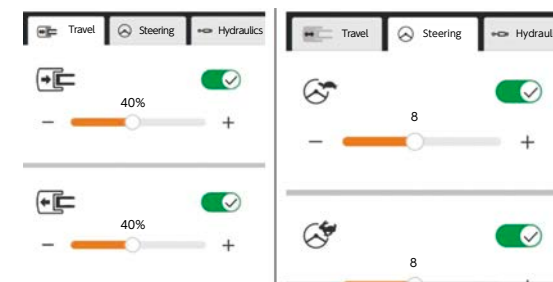 Travel
Steering
Hydraulics
40%
40%
Travel
Steering
Hydraul
8
8